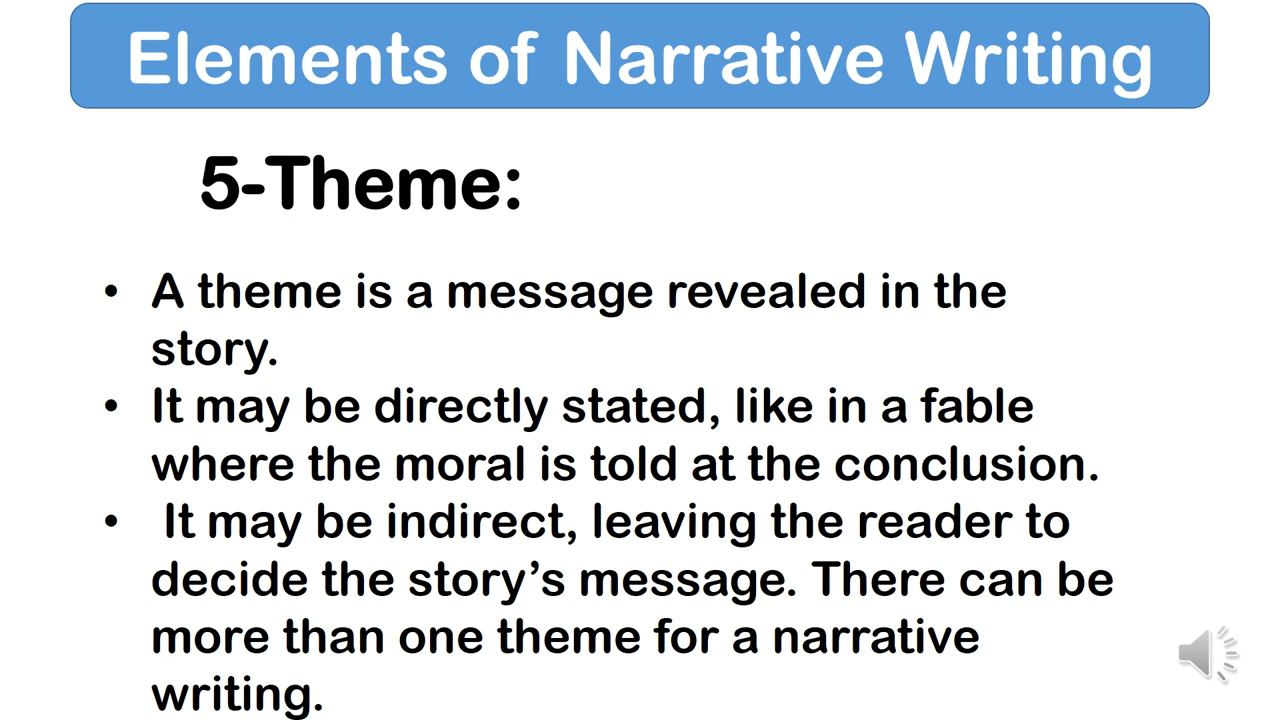 Elements of Narrative Writing
5-Theme:
• A theme is a message revealed in the
story.
• It may be directly stated, like in a fable
where the moral is told at the conclusion.
• It may be indirect, leaving the reader to
decide the story’s message. There can be
more than one theme for a narrative
writing.